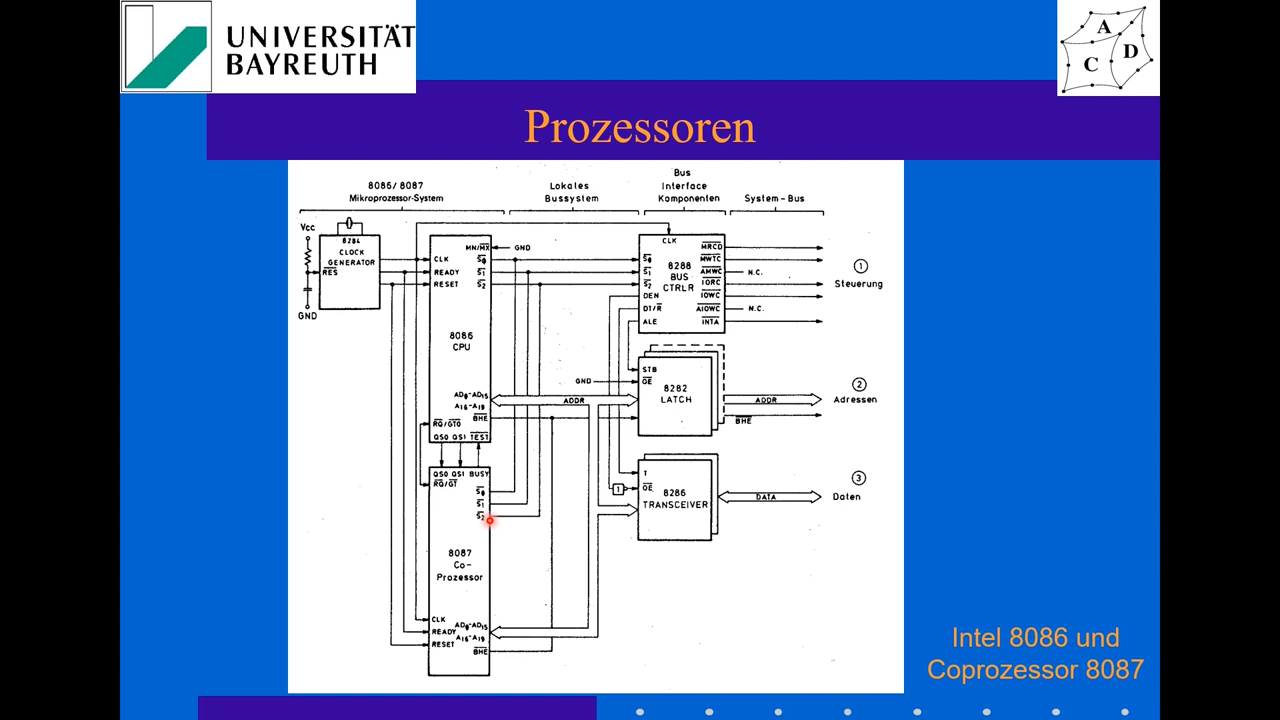 UNIVERSITÄT
BAYREUTH
A
C
D
Prozessoren
8086/8087
Mikroprozessor-System
Lokales
Bussystem
Bus
Interface
Komponenten
System-Bus
Vcc
8284
CLOCK
GENERATOR
RES
GND
MN/MX
GND
CLK
READY
RESET
S0
S1
S2
8086
CPU
AD0-AD15
A16-A19
BHE
RQ/GT0
QS0 QS1 TEST
CLK
S0
S1
S2
DEN
DT/R
ALE
8288
BUS
CTRLR
MRCD
MWTC
AMWC
N.C.
IORC
IOWC
AIOWC
N.C.
INTA
1
Steuerung
STB
GND
OE
8282
LATCH
ADDR
ADDR
BHE
2
Adressen
T
1
OE
8286
TRANSCEIVER
DATA
3
Daten
QS0 QS1 BUSY
RQ/GT
S0
S1
S2
8087
Co-
Prozessor
CLK
READY
RESET
AD0-AD15
A16-A19
BHE
Intel 8086 und
Coprozessor 8087